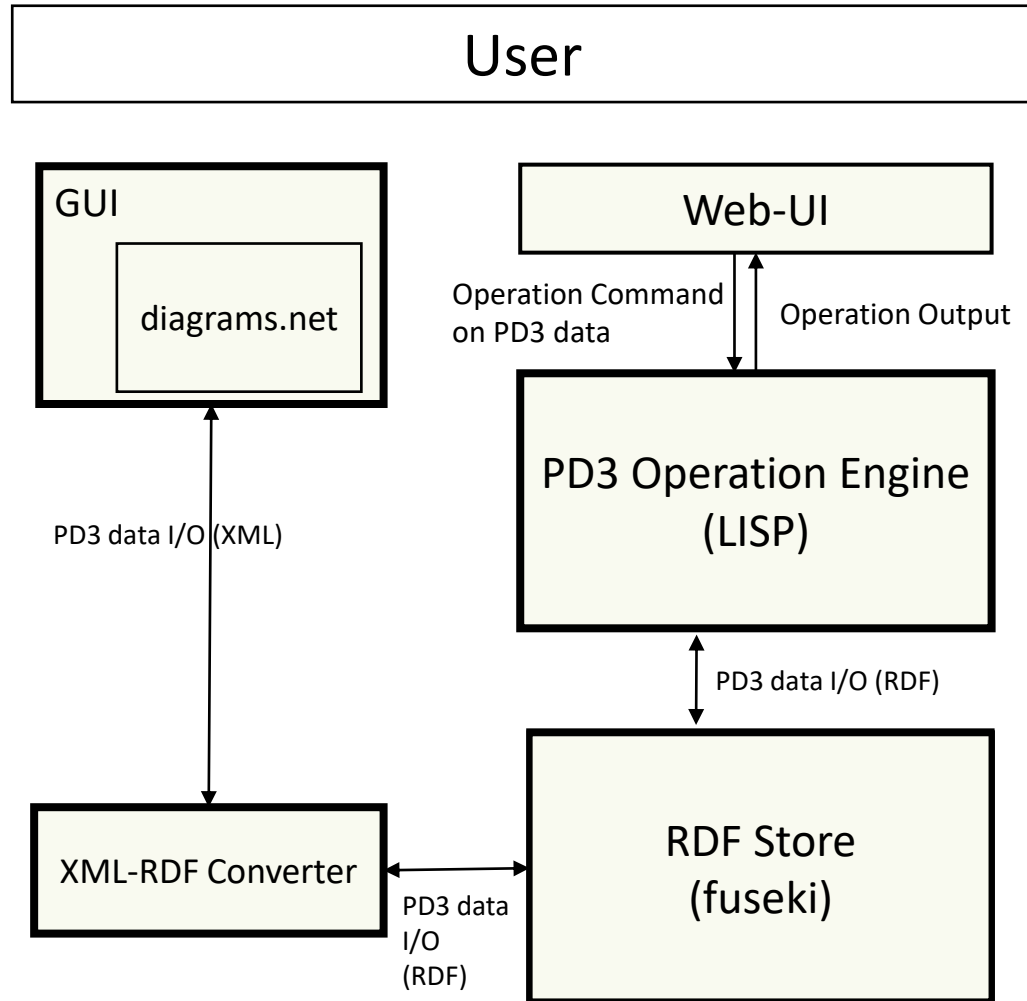 User
GUI
diagrams.net
Web-UI
Operation Command
on PD3 data
Operation Output
PD3 Operation Engine
(LISP)
PD3 data I/O (XML)
PD3 data I/O (RDF)
XML-RDF Converter
PD3 data
I/O
(RDF)
RDF Store
(fuseki)